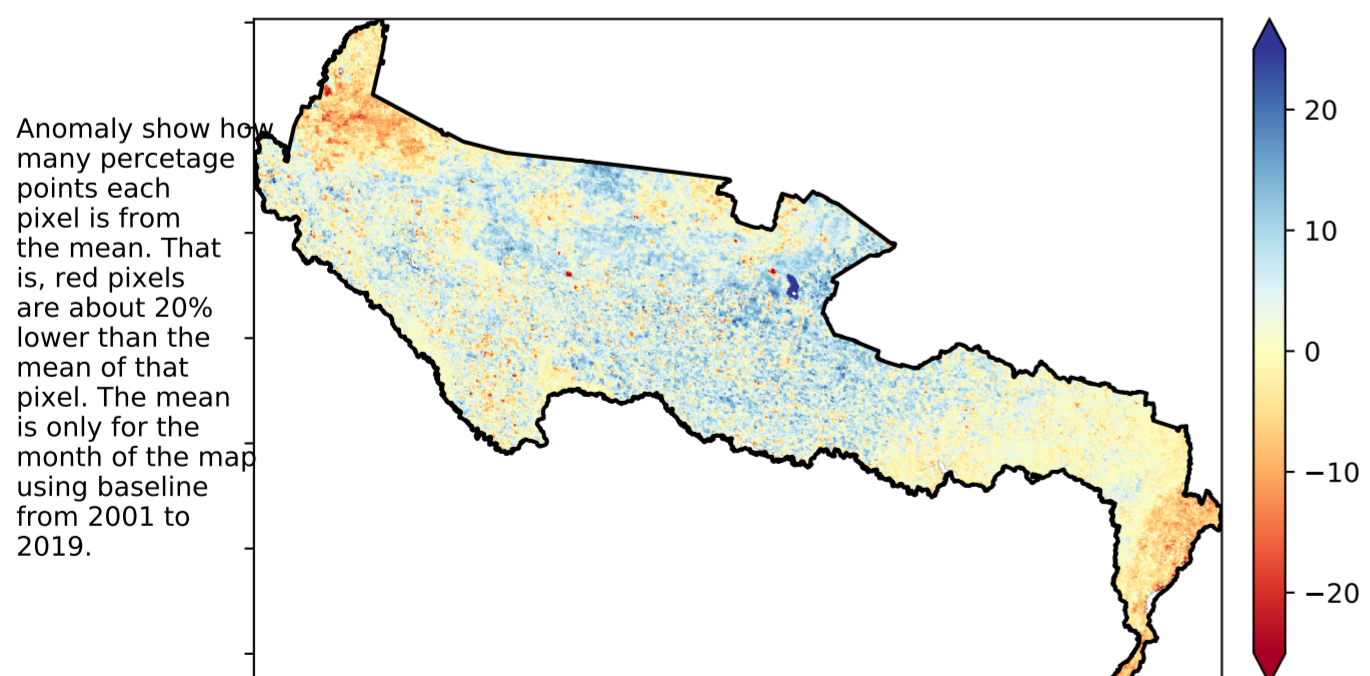 Anomaly show how
many percetage
points each
pixel is from
the mean. That
is, red pixels
are about 20%
lower than the
mean of that
pixel. The mean
is only for the
month of the map
using baseline
from 2001 to
2019.
20
10
0
−10
−20